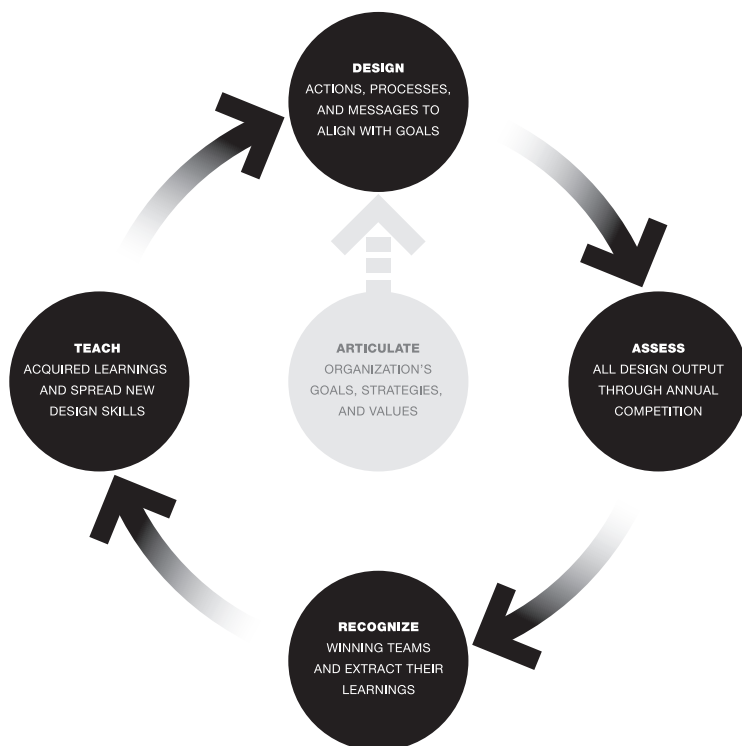 DESIGN
ACTIONS, PROCESSES,
AND MESSAGES TO
ALIGN WITH GOALS
TEACH
ACQUIRED LEARNINGS
AND SPREAD NEW
DESIGN SKILLS
ARTICULATE
ORGANIZATION'S
GOALS, STRATEGIES,
AND VALUES
ASSESS
ALL DESIGN OUTPUT
THROUGH ANNUAL
COMPETITION
RECOGNIZE
WINNING TEAMS
AND EXTRACT THEIR
LEARNINGS